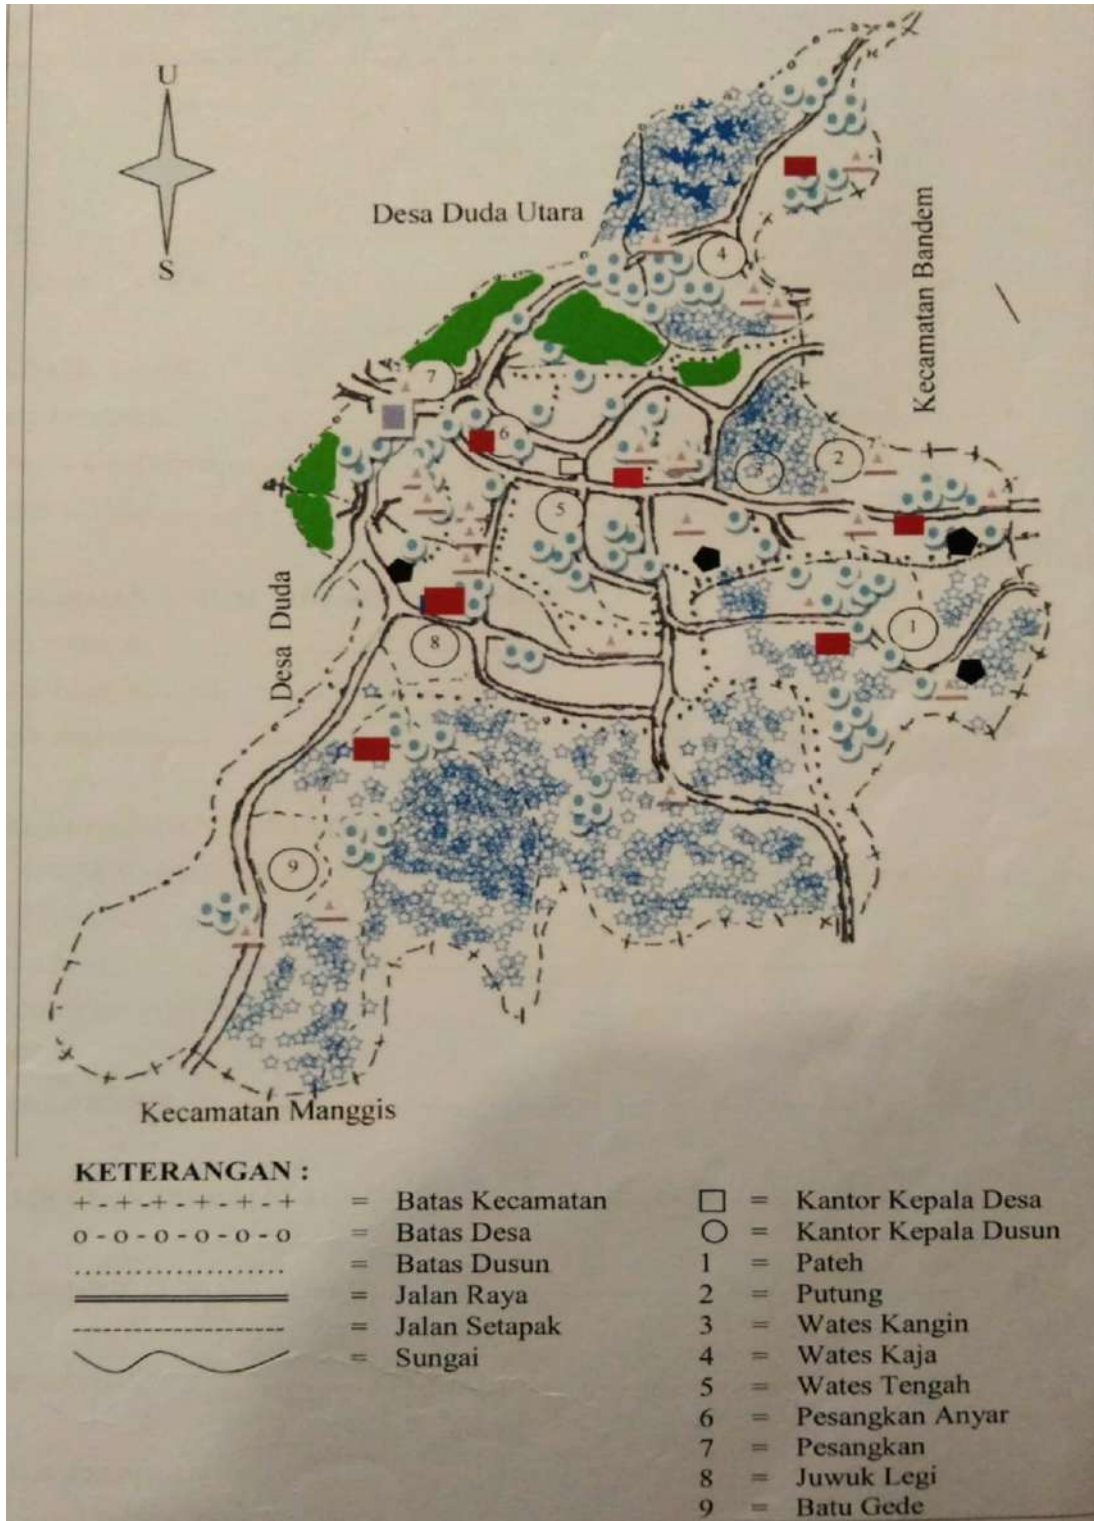 U
S
Desa Duda Utara
Kecamatan Bandem
4
7
6
3
2
5
Desa Duda
8
1
9
Kecamatan Manggis
KETERANGAN :
+ - + - + - + - + - + = Batas Kecamatan
o - o - o - o - o - o - o = Batas Desa
.......................... = Batas Dusun
= Jalan Raya
---------------------------- = Jalan Setapak
= Sungai
□ = Kantor Kepala Desa
○ = Kantor Kepala Dusun
1 = Pateh
2 = Putung
3 = Wates Kangin
4 = Wates Kaja
5 = Wates Tengah
6 = Pesangkan Anyar
7 = Pesangkan
8 = Juwuk Legi
9 = Batu Gede